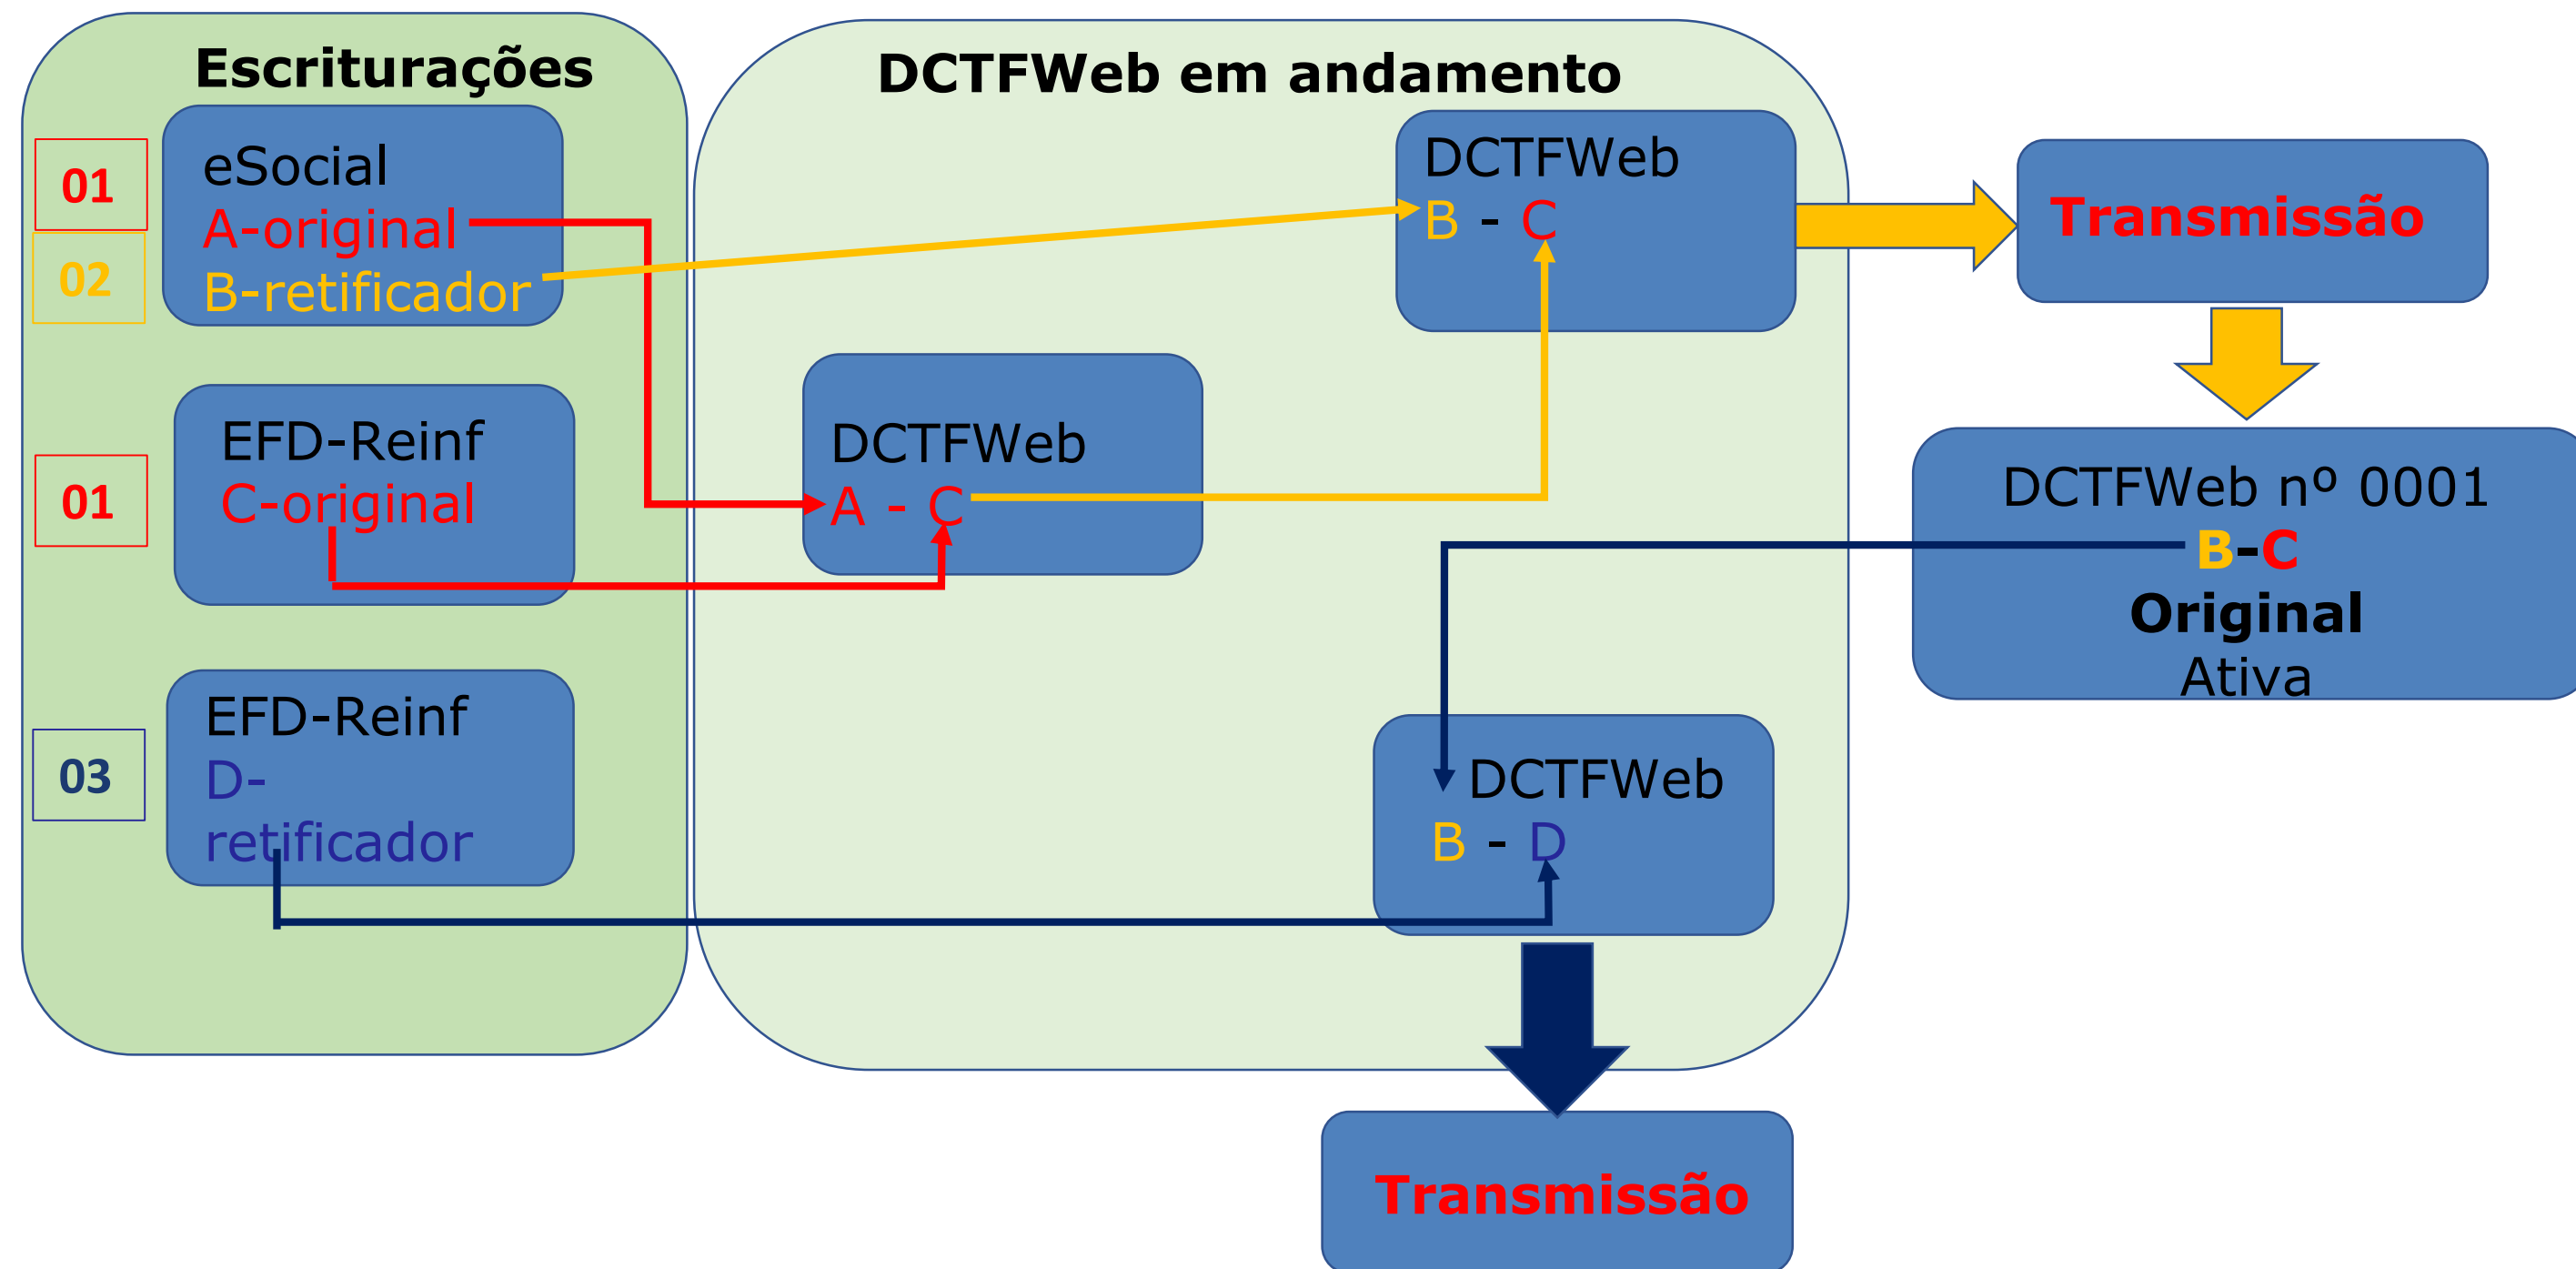 Escriturações
01
02
eSocial
A-original
B-retificador
01
EFD-Reinf
C-original
03
EFD-Reinf
D-
retificador
DCTFWeb em andamento
DCTFWeb
A - C
DCTFWeb
B - C
DCTFWeb
B - D
Transmissão
DCTFWeb nº 0001
B-C
Original
Ativa
Transmissão